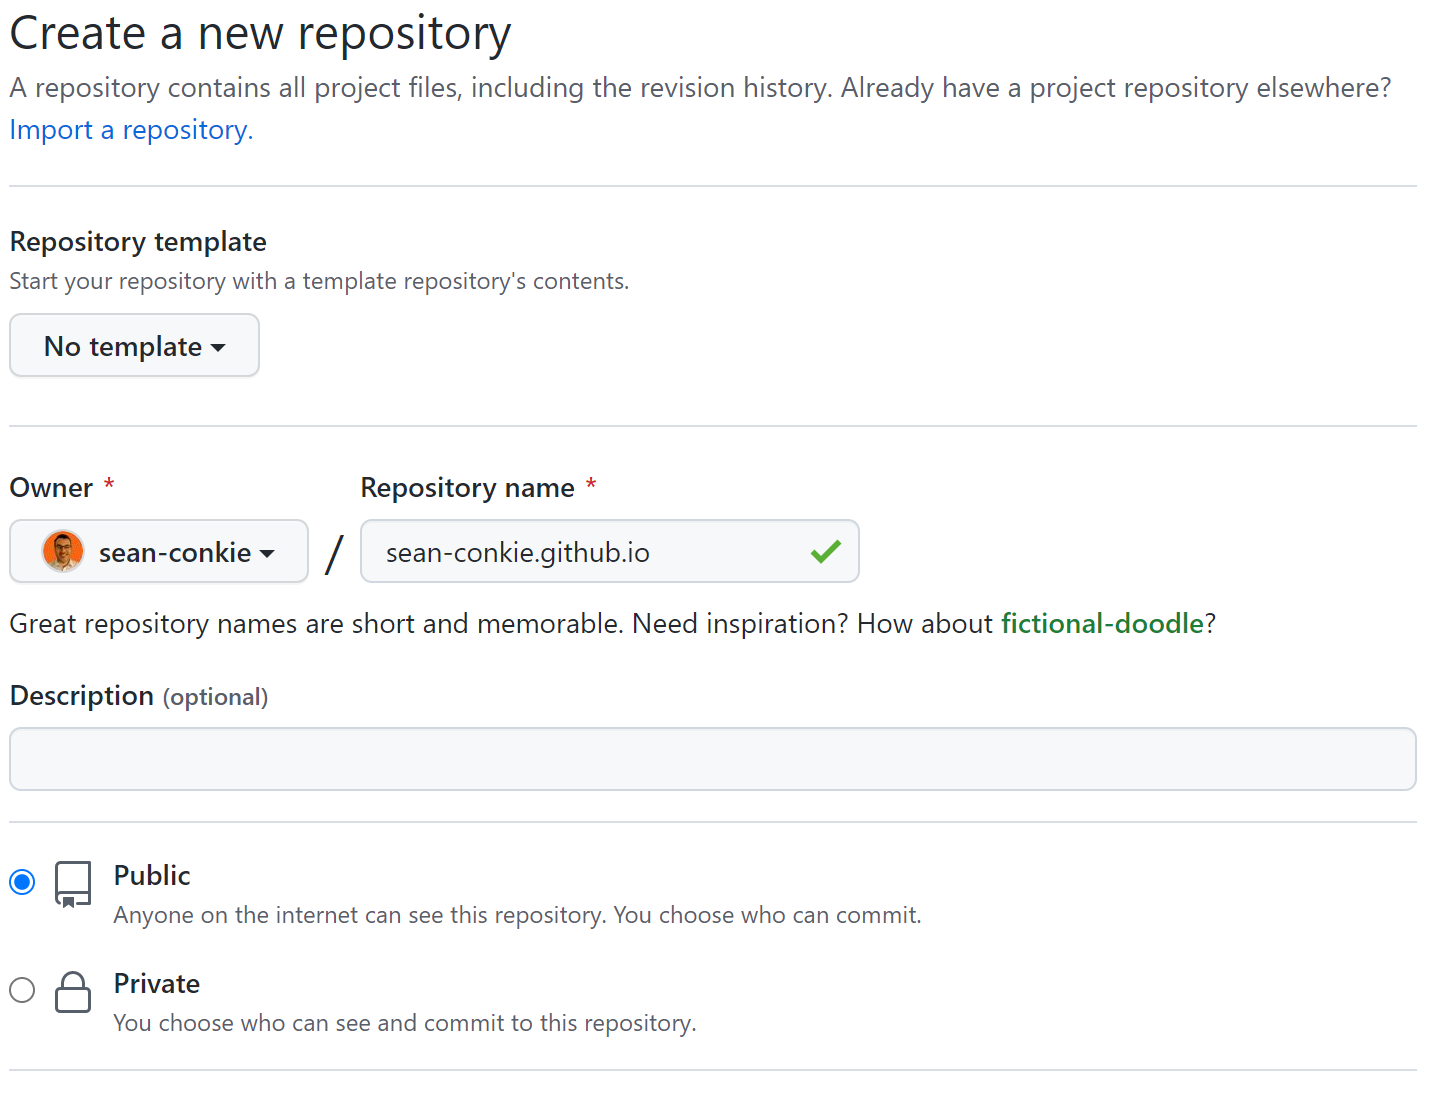 Create a new repository
A repository contains all project files, including the revision history. Already have a project repository elsewhere?
Import a repository.
Repository template
Start your repository with a template repository's contents.
No template
Owner *
Repository name *
sean-conkie / sean-conkie.github.io
Great repository names are short and memorable. Need inspiration? How about fictional-doodle?
Description (optional)
Public
Anyone on the internet can see this repository. You choose who can commit.
Private
You choose who can see and commit to this repository.